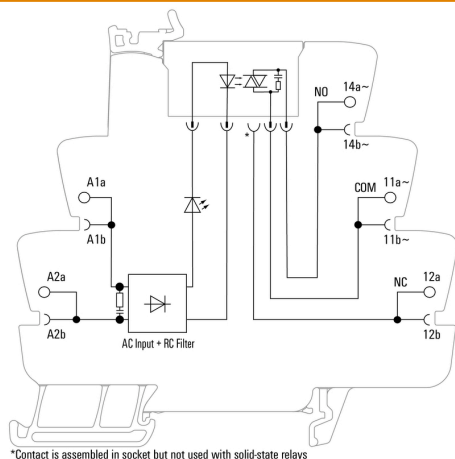 NO
14a~
*
14b~
A1a
COM
11a~
A1b
11b~
A2a
NC
12a
A2b
12b
AC Input + RC Filter
*Contact is assembled in socket but not used with solid-state relays